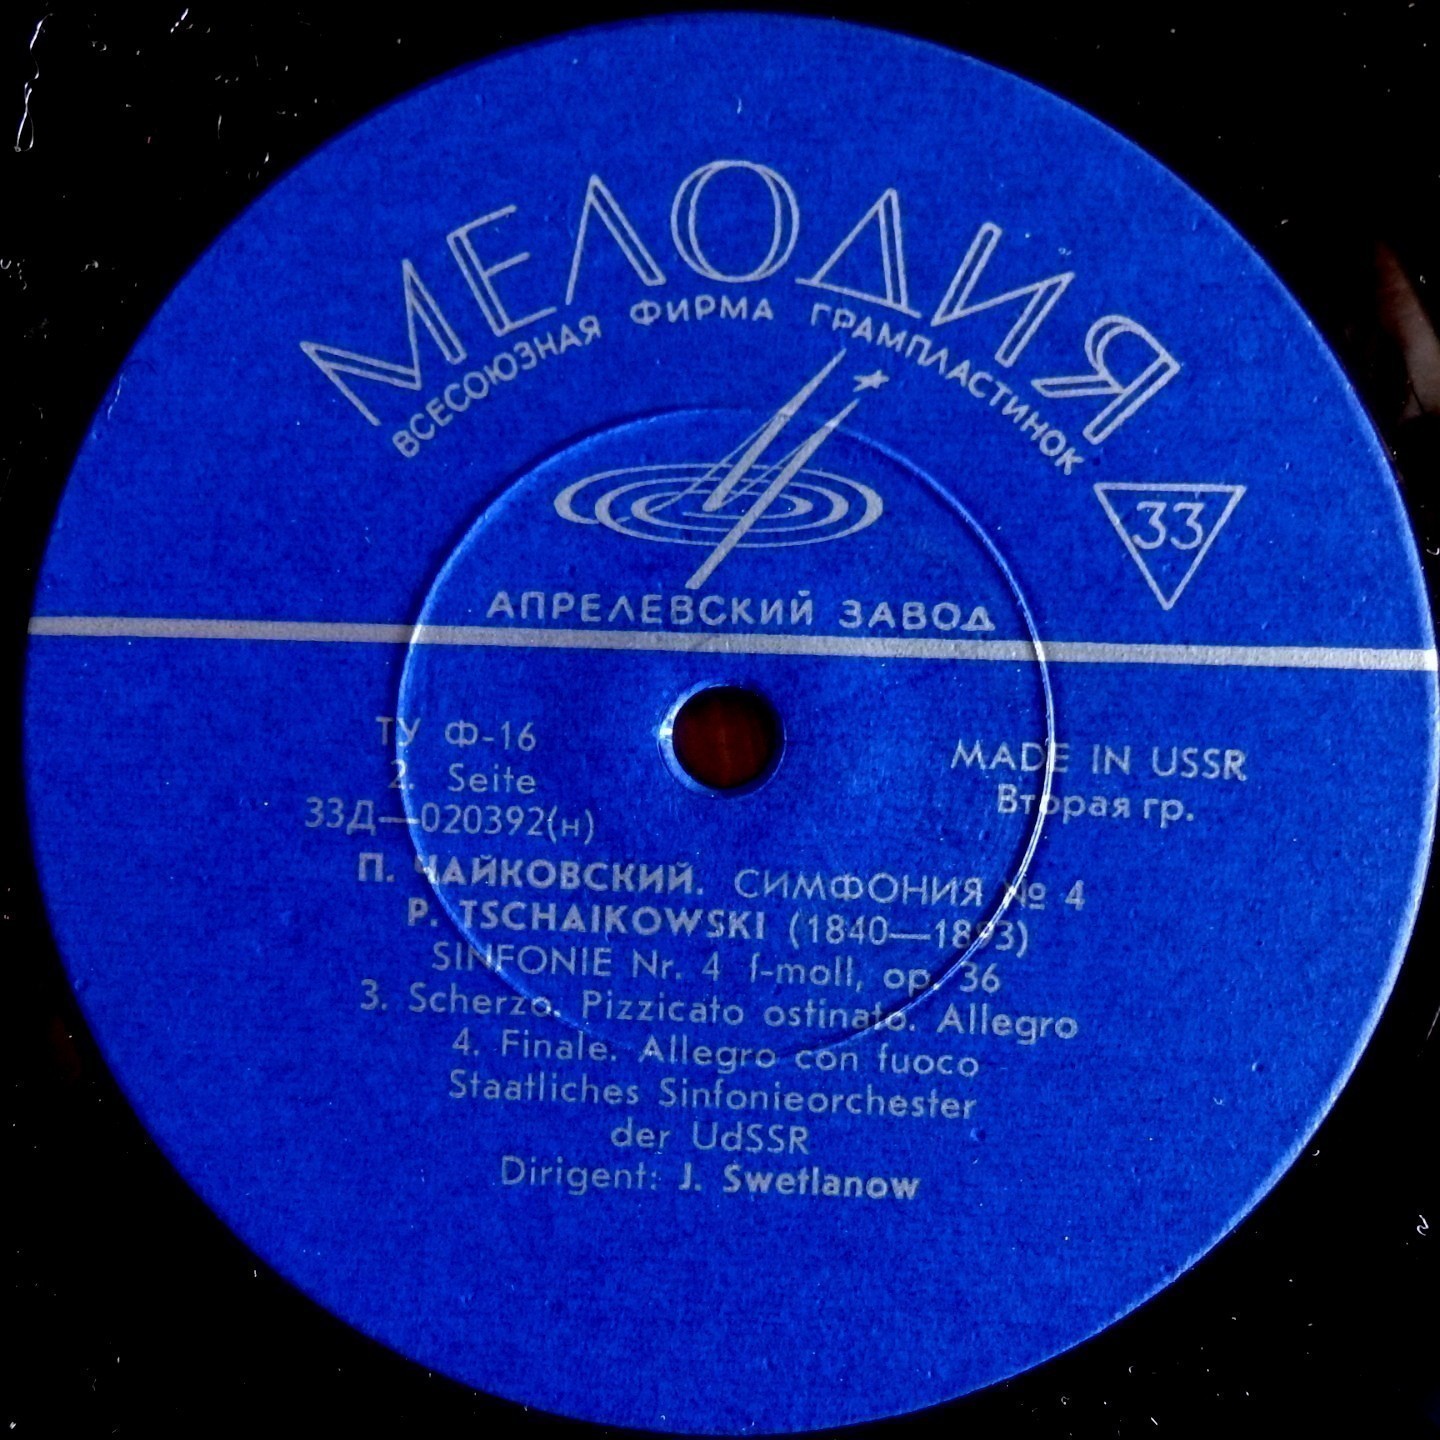 МЕЛОДИЯ
ВСЕСОЮЗНАЯ ФИРМА ГРАМПЛАСТИНОК
33
АПРЕЛЕВСКИЙ ЗАВОД
ТУ Ф-16
2. Seite
33Д—020392(н)
MADE IN USSR
Вторая гр.
П. ЧАЙКОВСКИЙ. СИМФОНИЯ № 4
P. TSCHAIKOWSKI (1840—1893)
SINFONIE Nr. 4 f-moll, op. 36
3. Scherzo. Pizzicato ostinato. Allegro
4. Finale. Allegro con fuoco
Staatliches Sinfonieorchester
der UdSSR
Dirigent: J. Swetlanow